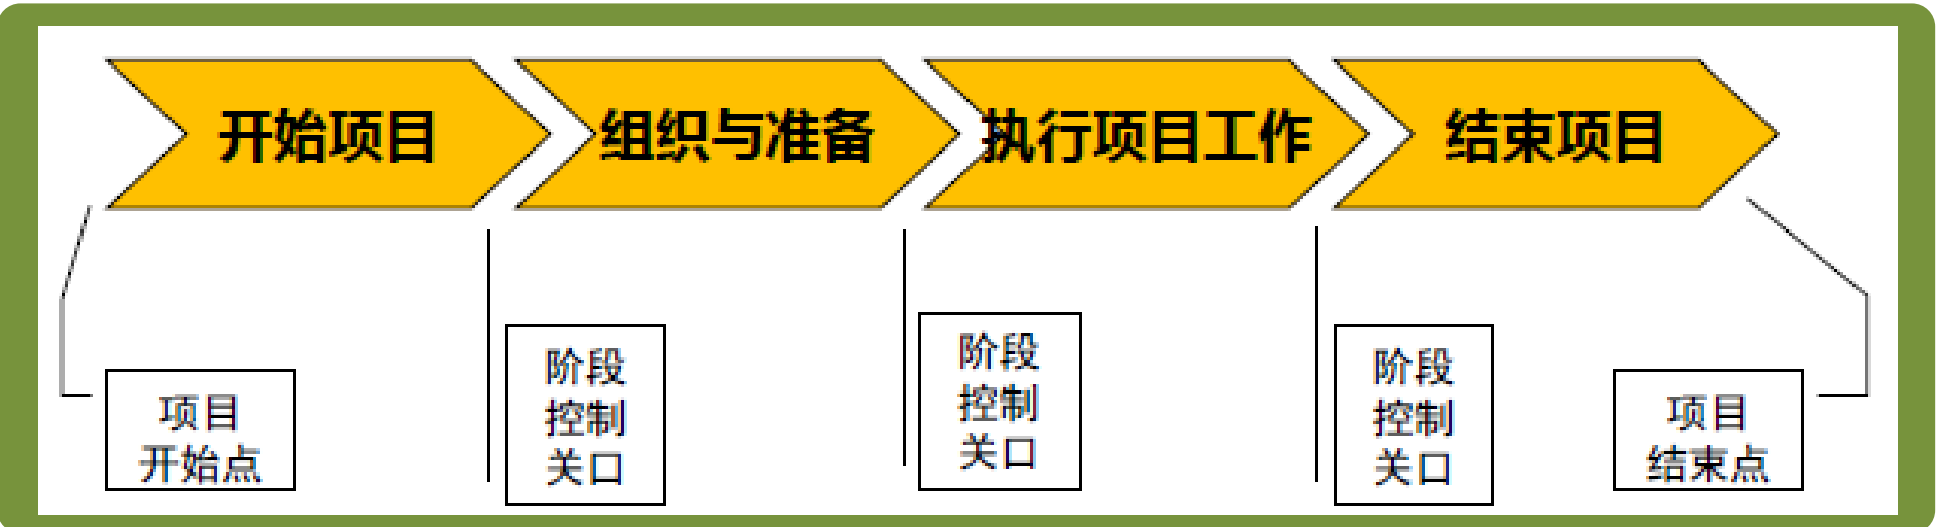 开始项目
组织与准备
执行项目工作
结束项目
项目
开始点
阶段
控制
关口
阶段
控制
关口
阶段
控制
关口
项目
结束点